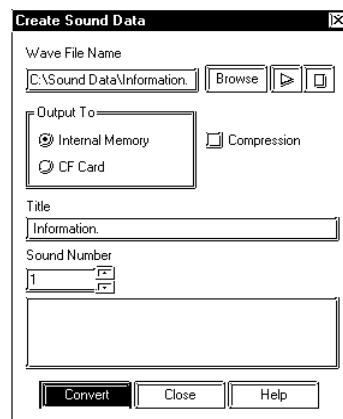 Create Sound Data
Wave File Name
C:\Sound Data\Information.
Browse
Output To
Internal Memory
Compression
CF Card
Title
Information.
Sound Number
1
Convert
Close
Help